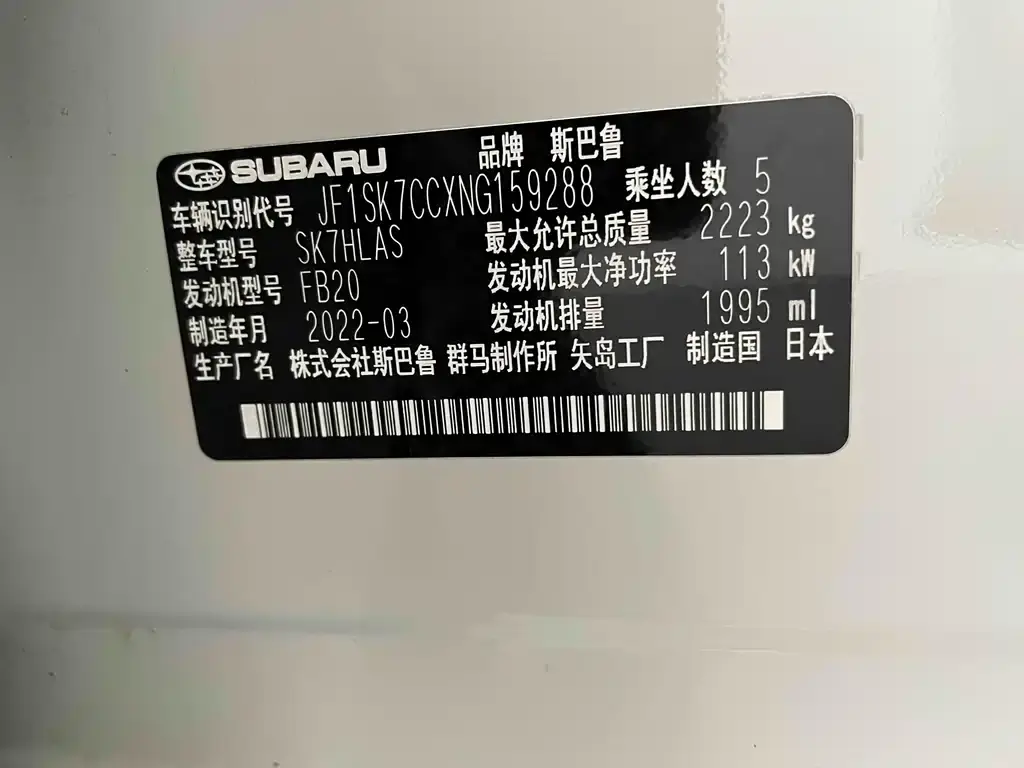 SUBARU 品牌 斯巴鲁
车辆识别代号 JF1SK7CCXNG159288 乘坐人数 5
整车型号 SK7HLAS 最大允许总质量 2223 kg
发动机型号 FB20 发动机最大净功率 113 kW
制造年月 2022-03 发动机排量 1995 ml
生产厂名 株式会社斯巴鲁 群马制作所 矢岛工厂 制造国 日本